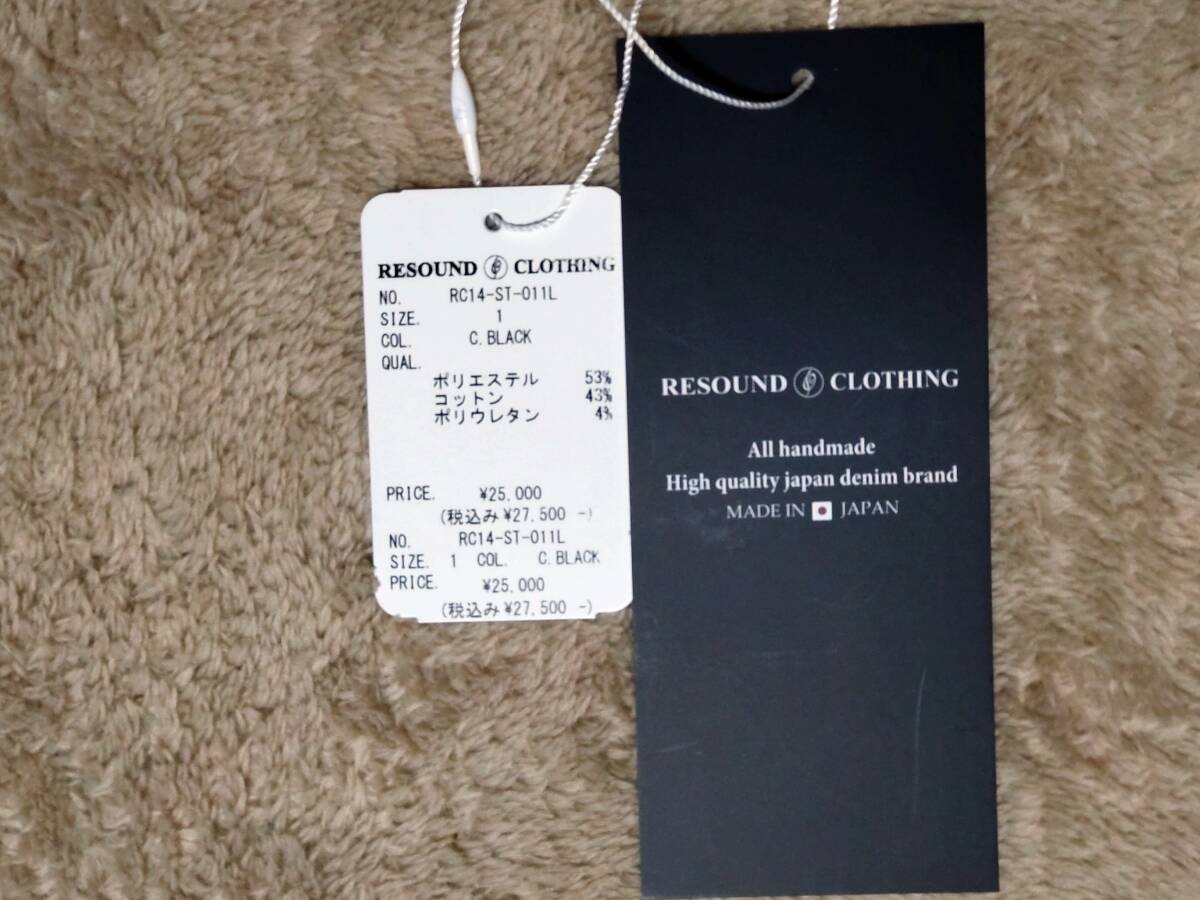 RESOUND CLOTHING
NO. RC14-ST-011L
SIZE. 1
COL. C.BLACK
QUAL.
ポリエステル 53%
コットン 43%
ポリウレタン 4%
PRICE. ¥25,000
(税込み¥27,500 -)
NO. RC14-ST-011L
SIZE. 1 COL. C.BLACK
PRICE. ¥25,000
(税込み¥27,500 -)
RESOUND CLOTHING
All handmade
High quality japan denim brand
MADE IN JAPAN